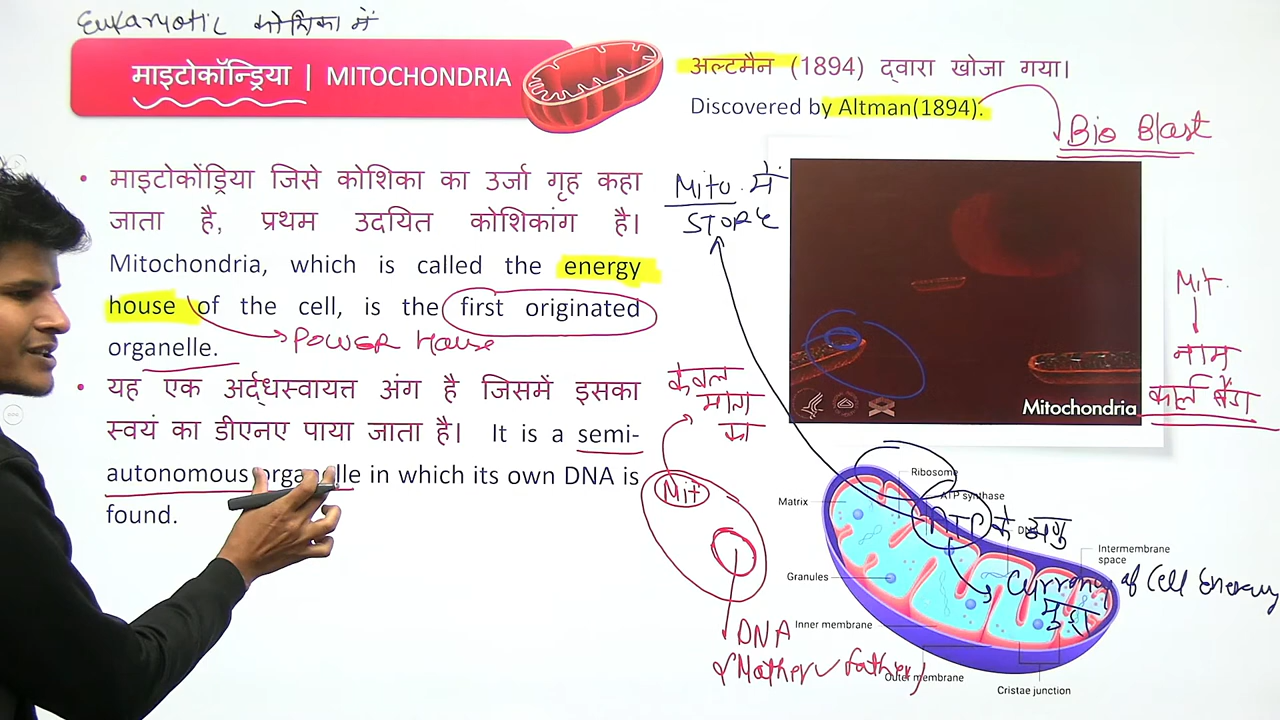 Eukaryotic कोशिका में
माइटोकॉन्ड्रिया | MITOCHONDRIA
अल्टमैन (1894) द्वारा खोजा गया।
Discovered by Altman(1894).
Bio Blast
• माइटोकोंड्रिया जिसे कोशिका का उर्जा गृह कहा
जाता है, प्रथम उदयित कोशिकांग है।
Mitochondria, which is called the energy
house of the cell, is the first originated
organelle.
POWER House
• यह एक अर्द्धस्वायत्त अंग है जिसमें इसका
स्वयं का डीएनए पाया जाता है। It is a semi-
autonomous organelle in which its own DNA is
found.
Mito. में
STORE
Mit.
नाम
कार्ल बेंडा
Mitochondria
केवल
माता
का
Mit
DNA
(Mother ~ father)
Ribosome
ATP synthase
Matrix
ATP के अणु
Intermembrane
space
Granules
Currency of Cell Energy
मुद्रा
Inner membrane
Outer membrane
Cristae junction